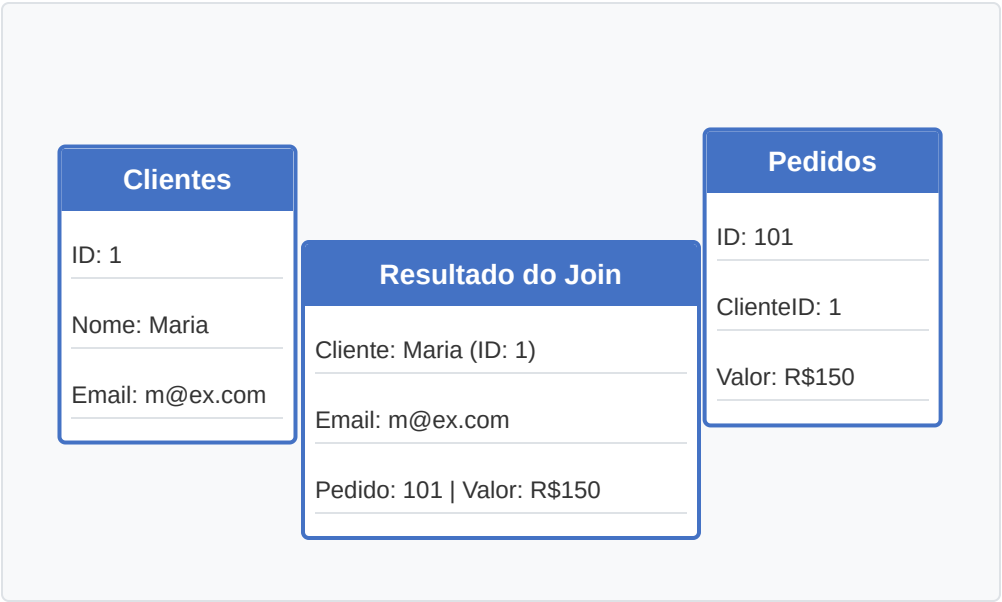 Clientes
ID: 1
Nome: Maria
Email: m@ex.com
Resultado do Join
Cliente: Maria (ID: 1)
Email: m@ex.com
Pedido: 101 | Valor: R$150
Pedidos
ID: 101
ClienteID: 1
Valor: R$150